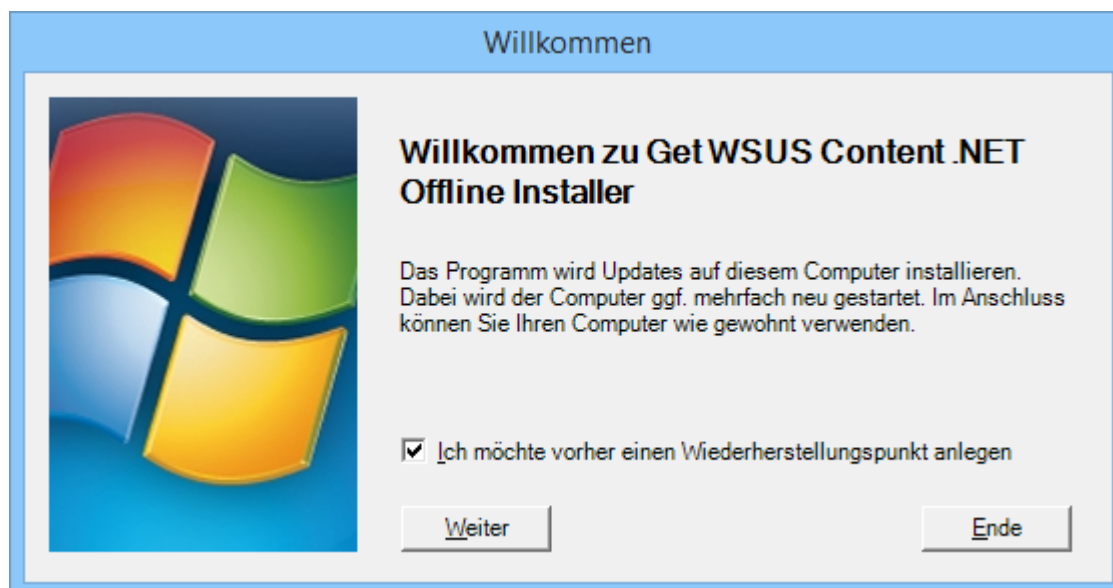 Willkommen
Willkommen zu Get WSUS Content .NET
Offline Installer
Das Programm wird Updates auf diesem Computer installieren.
Dabei wird der Computer ggf. mehrfach neu gestartet. Im Anschluss
können Sie Ihren Computer wie gewohnt verwenden.
Ich möchte vorher einen Wiederherstellungspunkt anlegen
Weiter
Ende